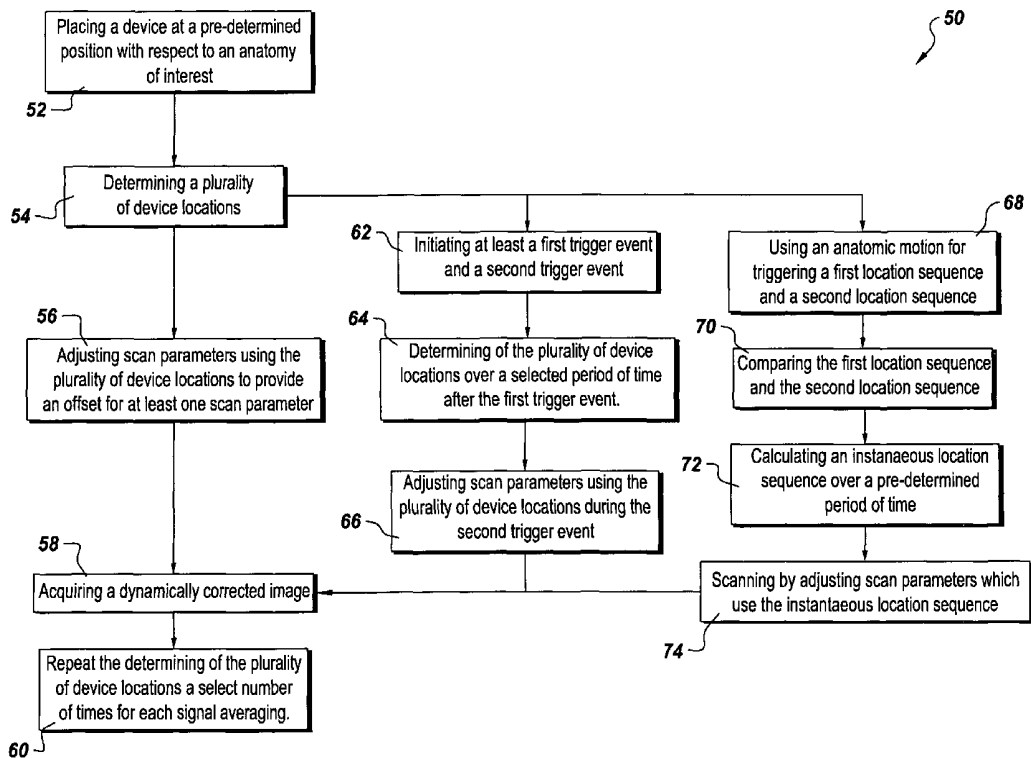 50
Placing a device at a pre-determined
position with respect to an anatomy
of interest
52
Determining a plurality
of device locations
54
56
Adjusting scan parameters using the
plurality of device locations to provide
an offset for at least one scan parameter
58
Acquiring a dynamically corrected image
Repeat the determining of the plurality
of device locations a select number
of times for each signal averaging.
60
62
Initiating at least a first trigger event
and a second trigger event
64
Determining of the plurality of device
locations over a selected period of time
after the first trigger event.
Adjusting scan parameters using the
plurality of device locations during the
second trigger event
66
68
Using an anatomic motion for
triggering a first location sequence
and a second location sequence
70
Comparing the first location sequence
and the second location sequence
72
Calculating an instanaeous location
sequence over a pre-determined
period of time
Scanning by adjusting scan parameters which
use the instantaeous location sequence
74